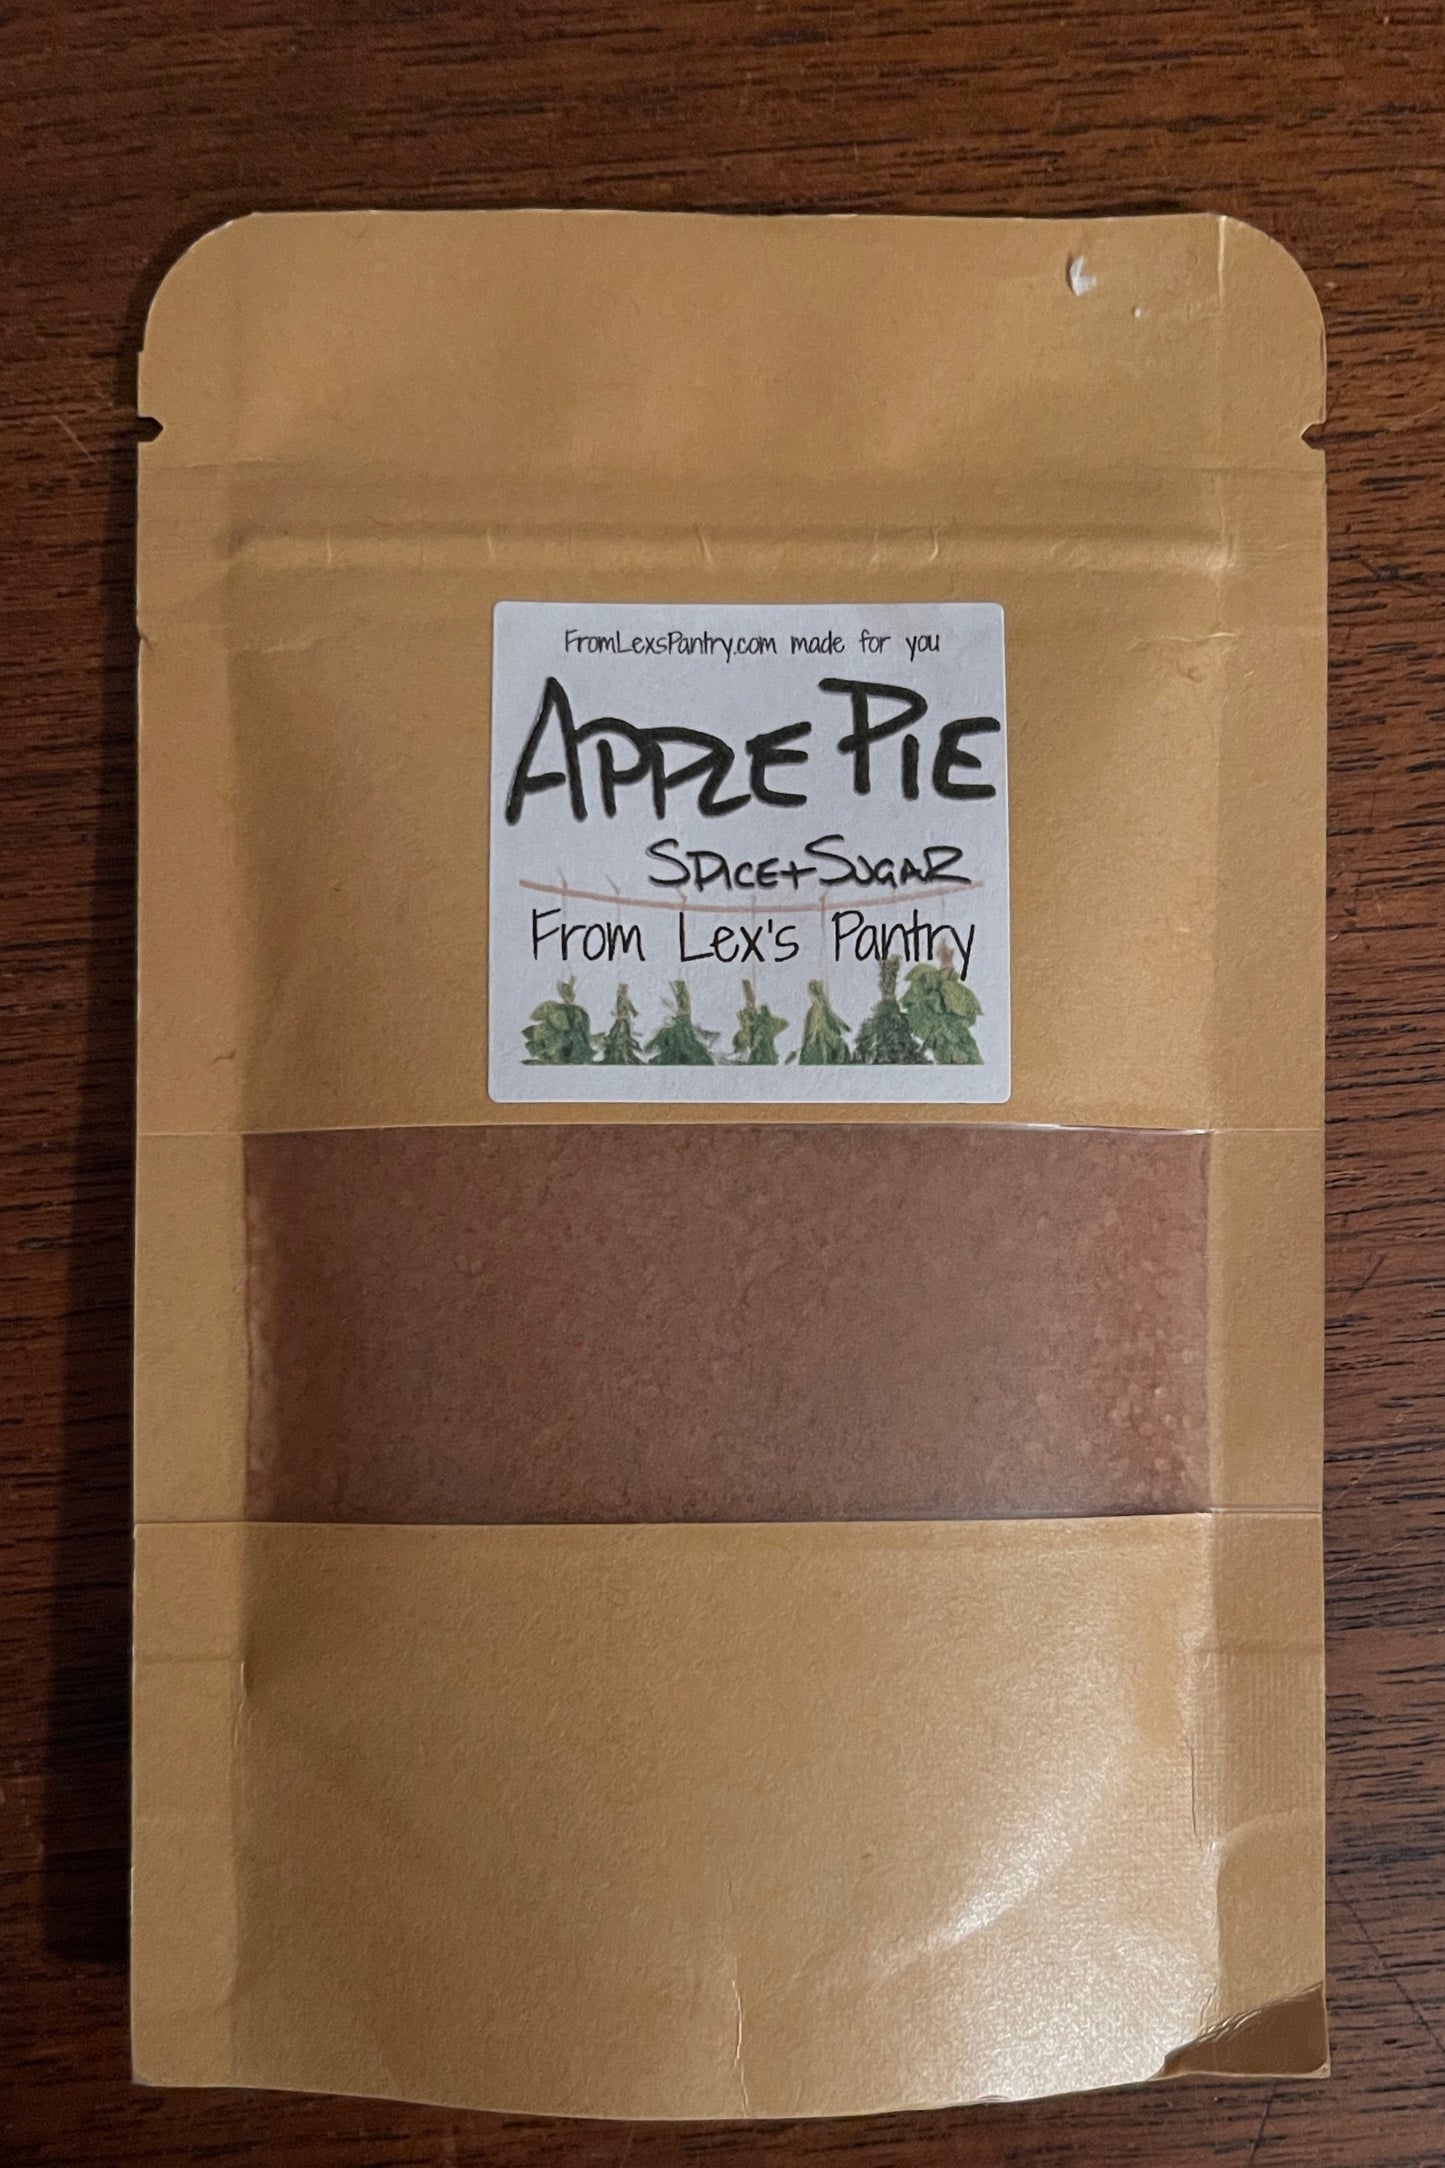 FromLexsPantry.com made for you
APPLE PIE
SPICE + SUGAR
From Lex's Pantry